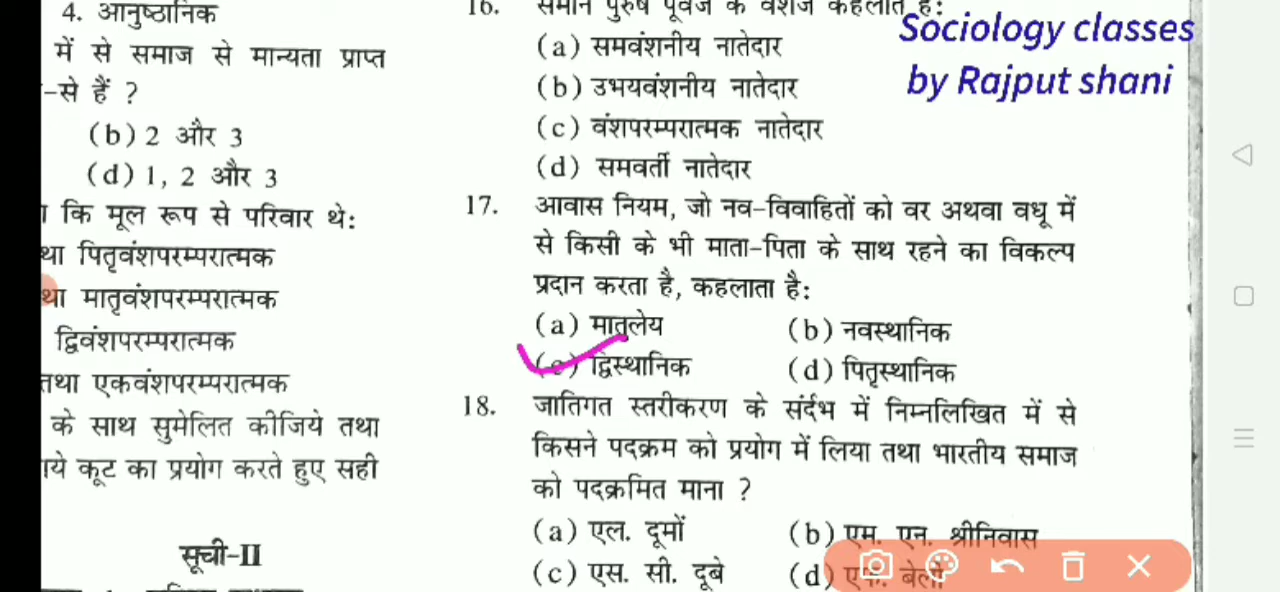 4. आनुष्ठानिक
में से समाज से मान्यता प्राप्त
-से हैं ?
(b) 2 और 3
(d) 1, 2 और 3
कि मूल रूप से परिवार थे:
था पितृवंशपरम्परात्मक
था मातृवंशपरम्परात्मक
द्विवंशपरम्परात्मक
तथा एकवंशपरम्परात्मक
के साथ सुमेलित कीजिये तथा
गये कूट का प्रयोग करते हुए सही
सूची-II
16. समान पुरुष पूर्वज के वंशज कहलाते हैं:
(a) समवंशनीय नातेदार
(b) उभयवंशनीय नातेदार
(c) वंशपरम्परात्मक नातेदार
(d) समवर्ती नातेदार
17. आवास नियम, जो नव-विवाहितों को वर अथवा वधू में
से किसी के भी माता-पिता के साथ रहने का विकल्प
प्रदान करता है, कहलाता है:
(a) मातुलेय (b) नवस्थानिक
(c) द्विस्थानिक (d) पितृस्थानिक
18. जातिगत स्तरीकरण के संर्दभ में निम्नलिखित में से
किसने पदक्रम को प्रयोग में लिया तथा भारतीय समाज
को पदक्रमित माना ?
(a) एल. दूमों (b) एम. एन. श्रीनिवास
(c) एस. सी. दूबे (d) एफ. बेली
Sociology classes
by Rajput shani